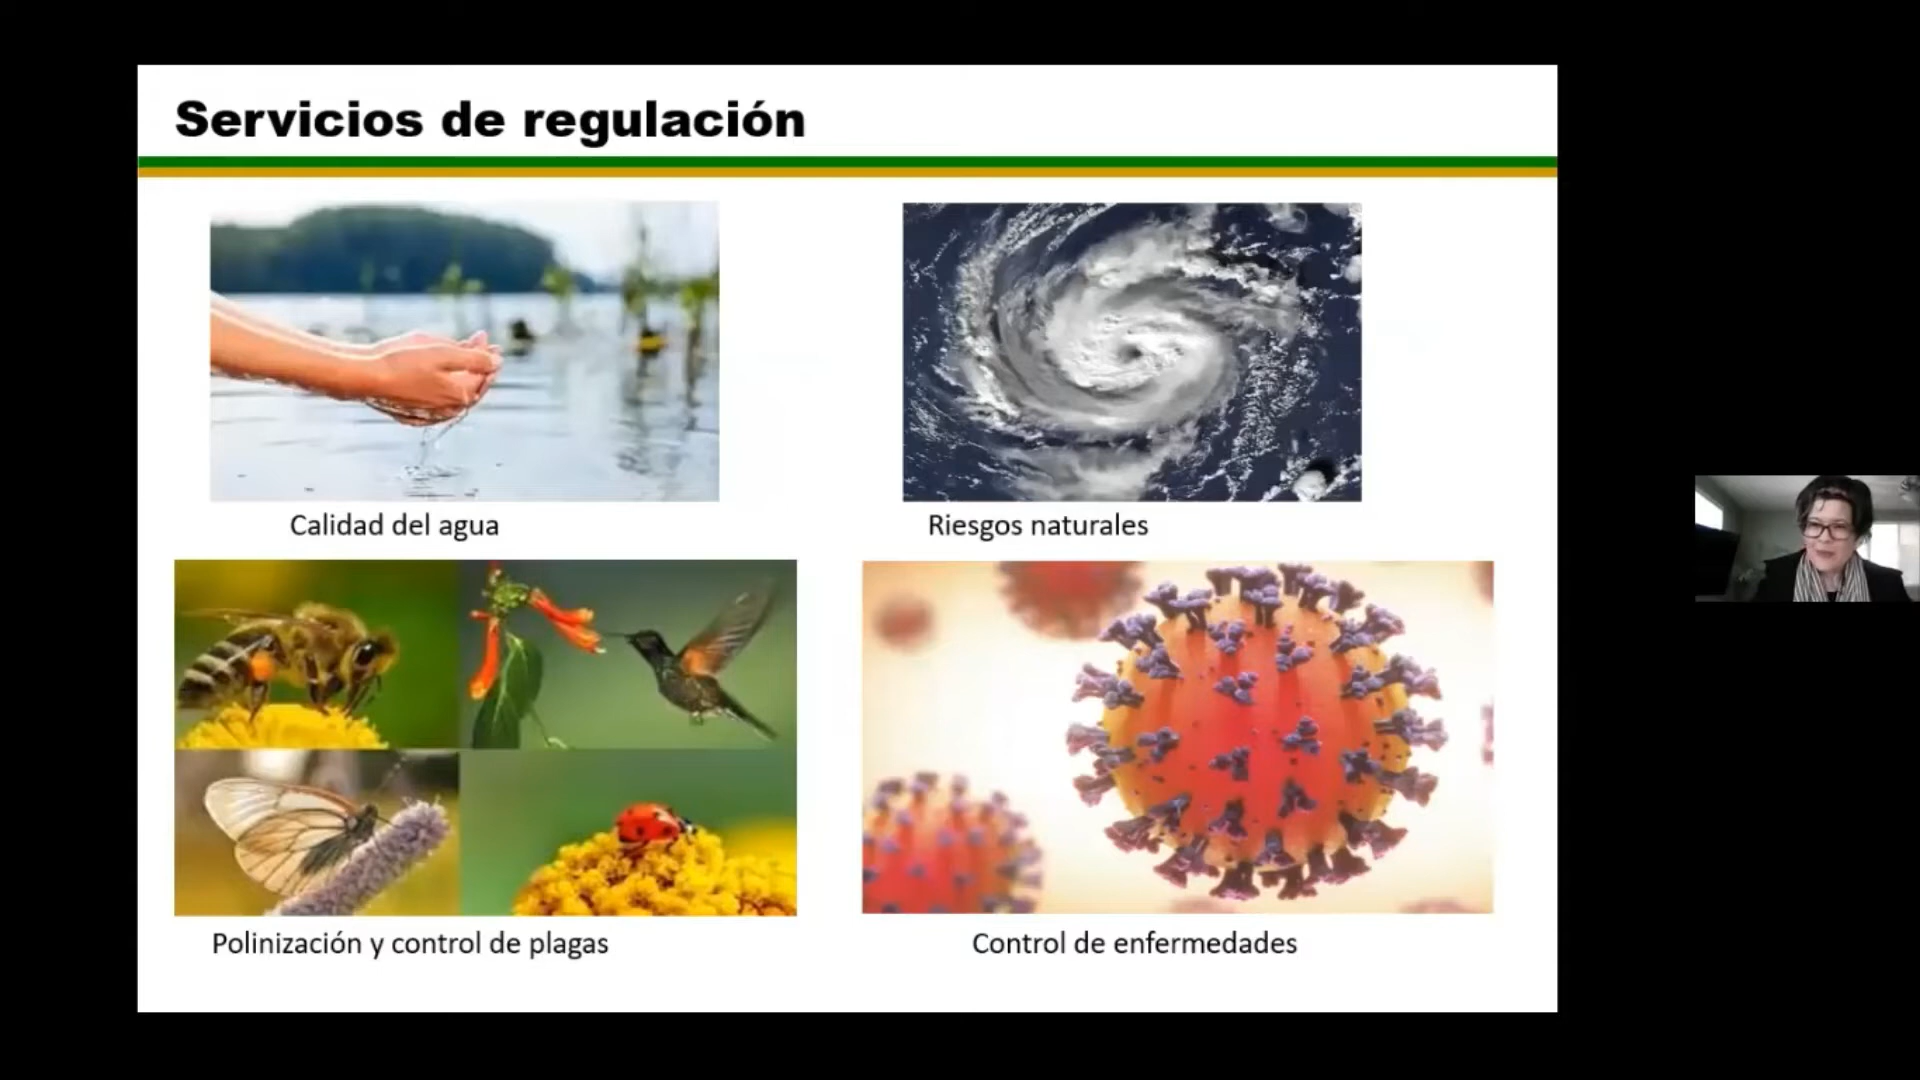 Servicios de regulación
Calidad del agua
Riesgos naturales
Polinización y control de plagas
Control de enfermedades